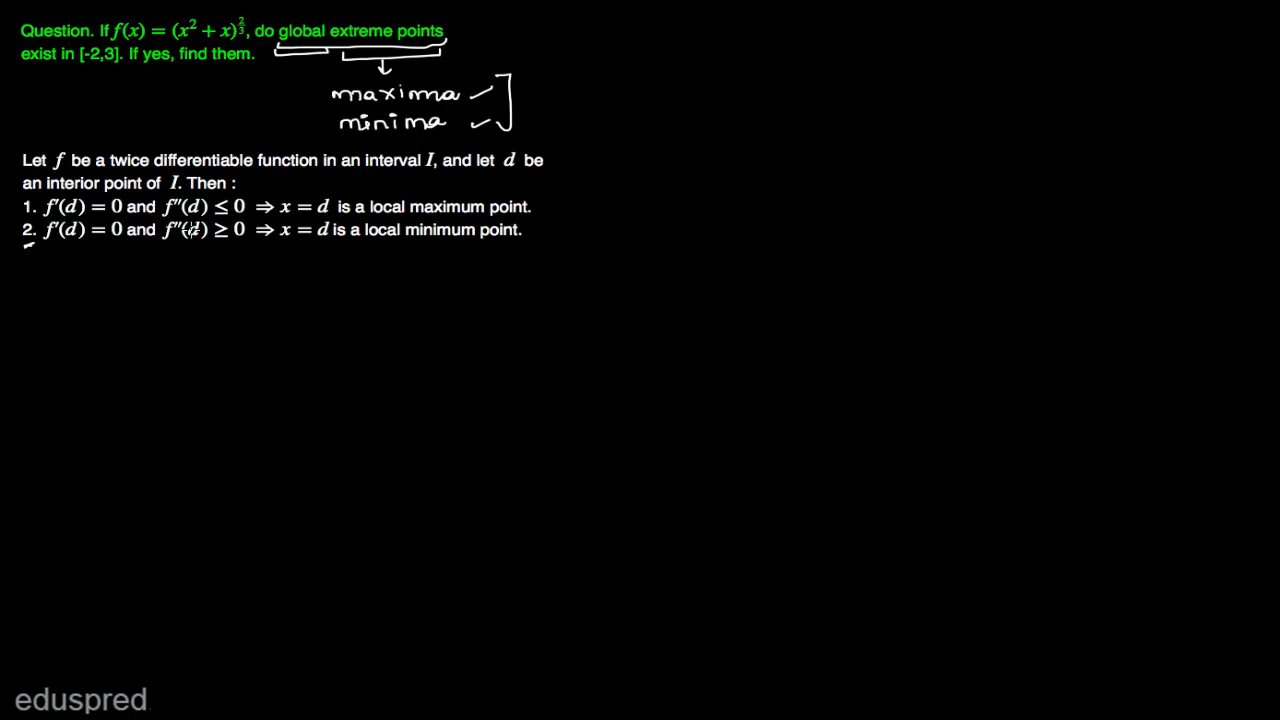 Question. If f(x) = (x² + x)^{2/3}, do global extreme points
exist in [-2,3]. If yes, find them.
maxima
minima
Let f be a twice differentiable function in an interval I, and let d be
an interior point of I. Then :
1. f′(d) = 0 and f″(d) ≤ 0 ⇒ x = d is a local maximum point.
2. f′(d) = 0 and f″(d) ≥ 0 ⇒ x = d is a local minimum point.
eduspred